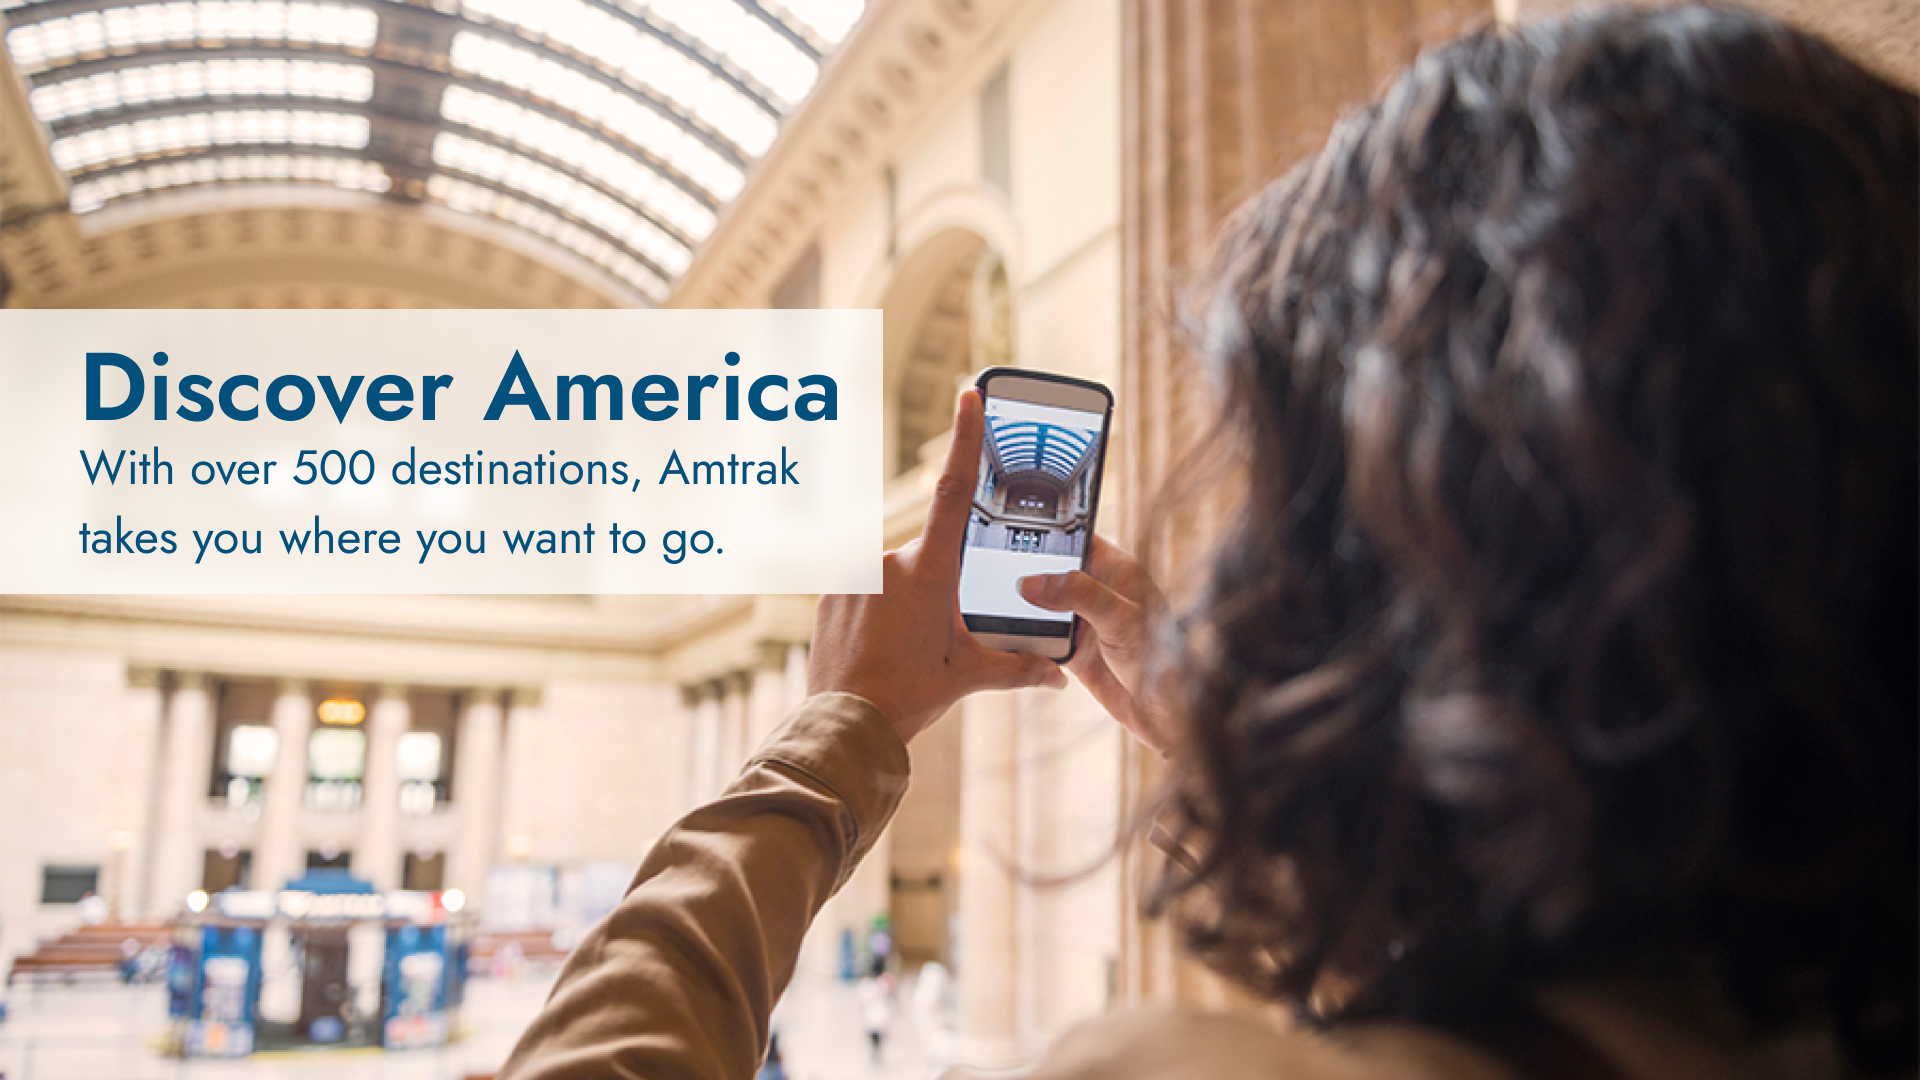 Discover America
With over 500 destinations, Amtrak
takes you where you want to go.